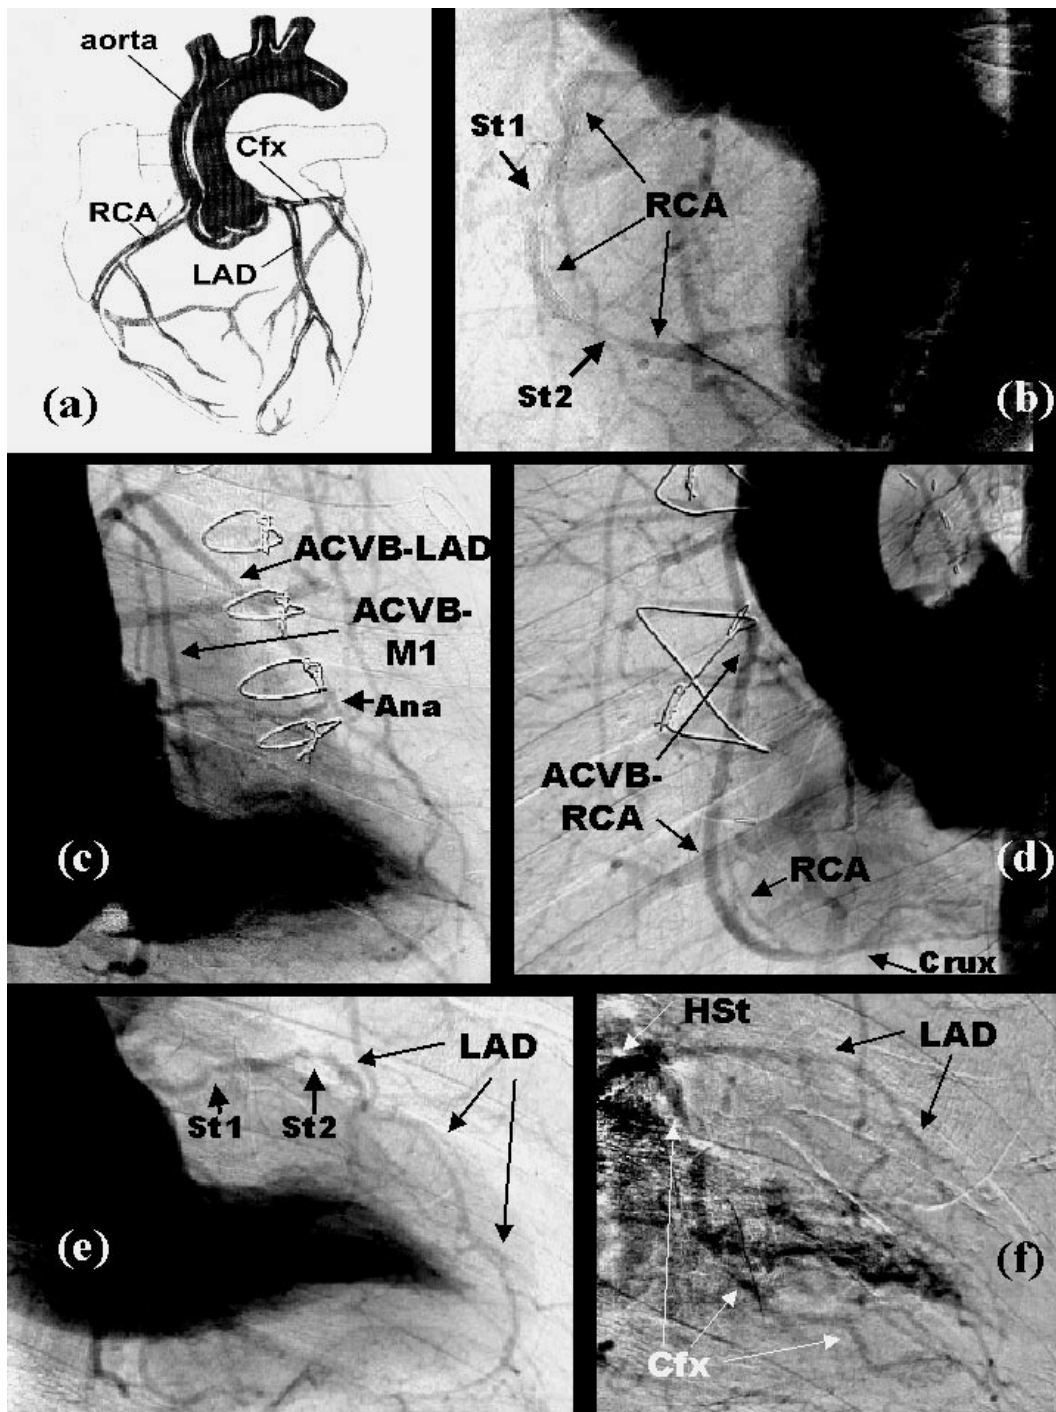 aorta
Cfx
RCA
LAD
(a)
St1
RCA
St2
(b)
ACVB-LAD
ACVB-
M1
Ana
(c)
ACVB-
RCA
RCA
Crux
(d)
LAD
St1
St2
(e)
HSt
LAD
Cfx
(f)